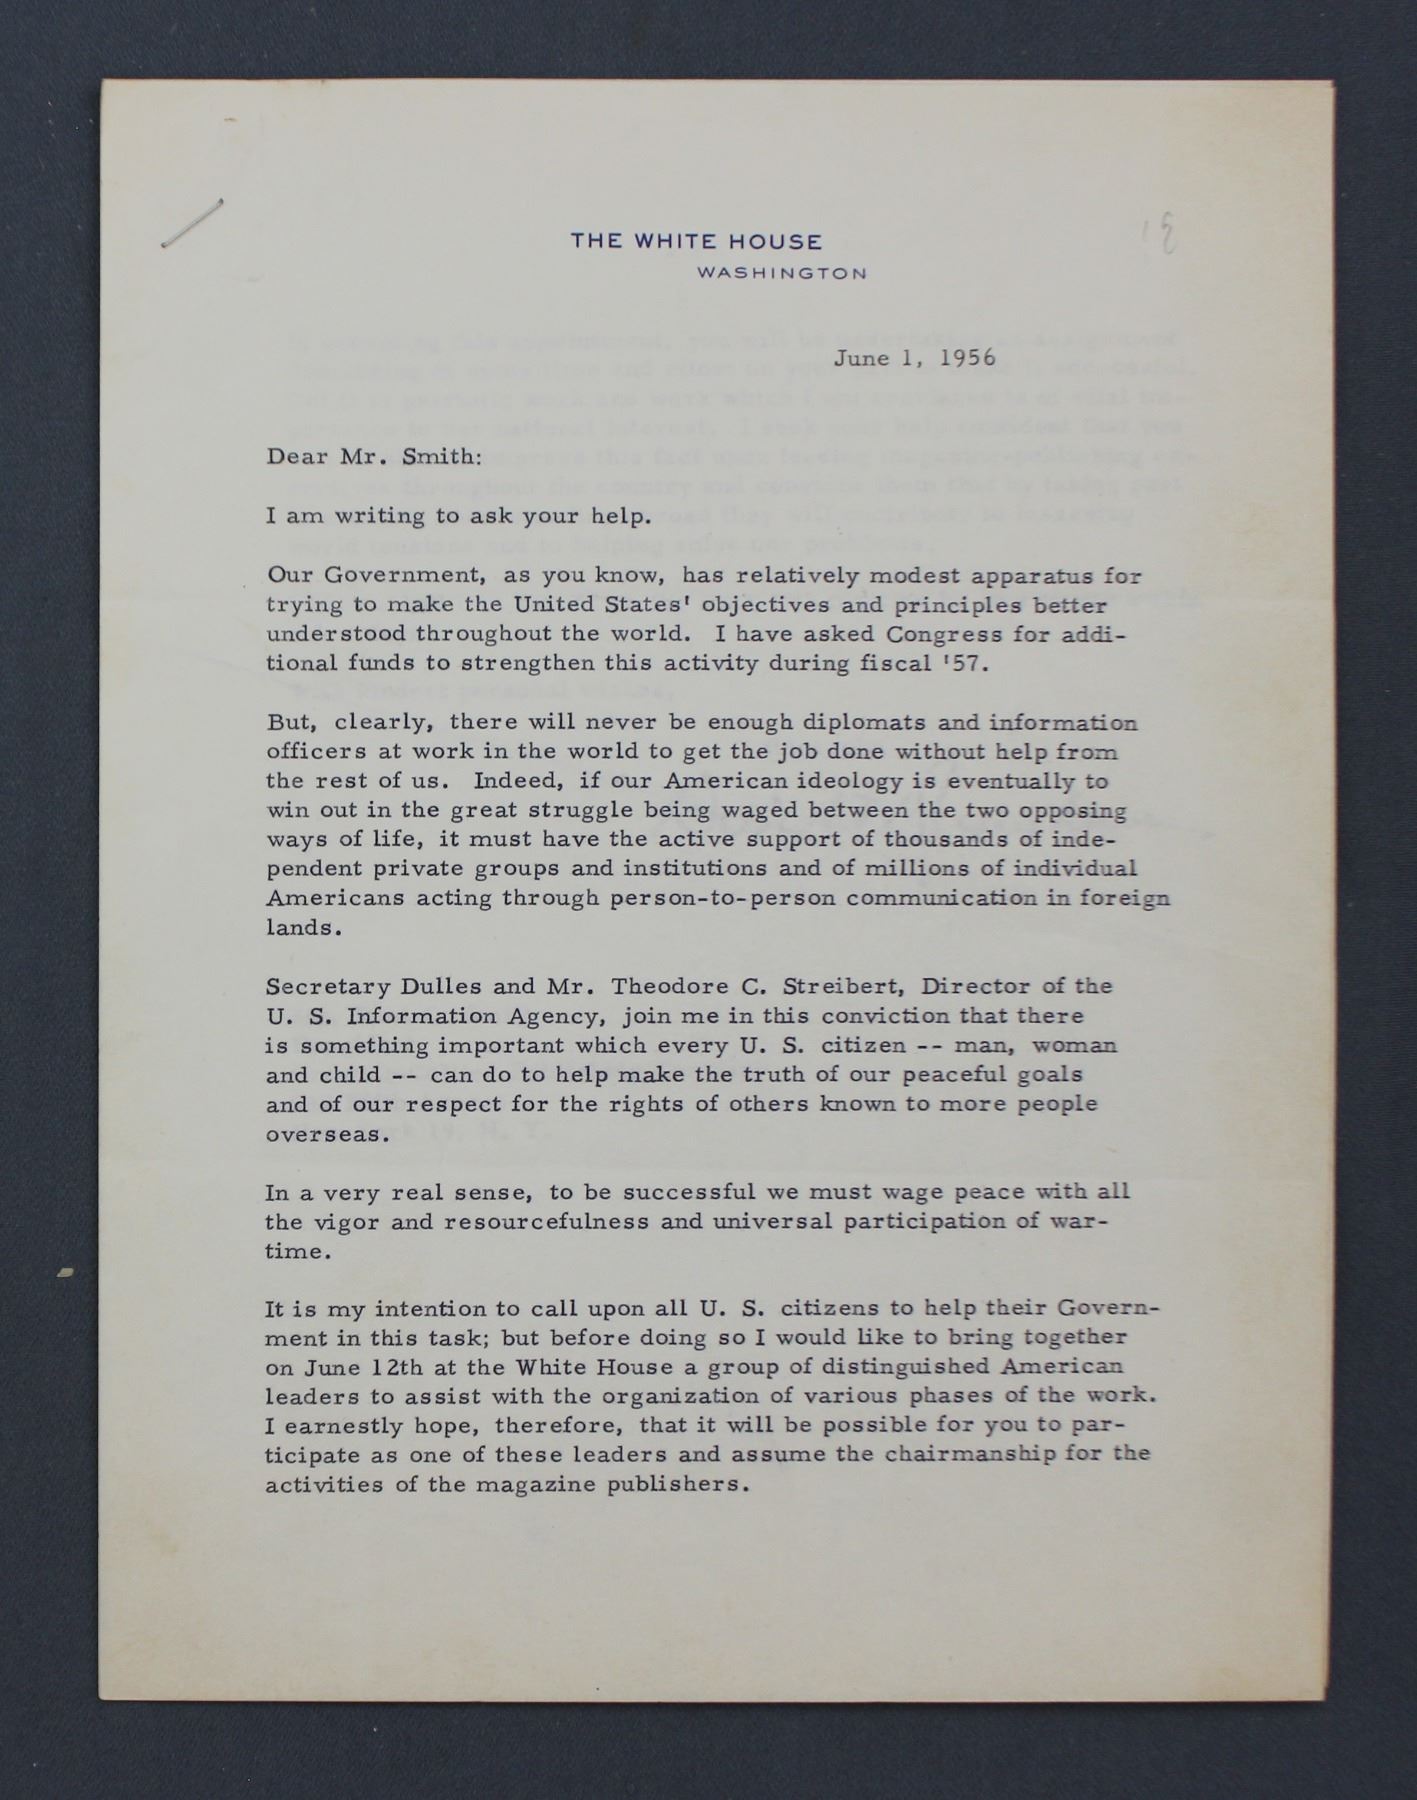 THE WHITE HOUSE
WASHINGTON
June 1, 1956
Dear Mr. Smith:
I am writing to ask your help.
Our Government, as you know, has relatively modest apparatus for
trying to make the United States' objectives and principles better
understood throughout the world. I have asked Congress for addi-
tional funds to strengthen this activity during fiscal '57.
But, clearly, there will never be enough diplomats and information
officers at work in the world to get the job done without help from
the rest of us. Indeed, if our American ideology is eventually to
win out in the great struggle being waged between the two opposing
ways of life, it must have the active support of thousands of inde-
pendent private groups and institutions and of millions of individual
Americans acting through person-to-person communication in foreign
lands.
Secretary Dulles and Mr. Theodore C. Streibert, Director of the
U. S. Information Agency, join me in this conviction that there
is something important which every U. S. citizen -- man, woman
and child -- can do to help make the truth of our peaceful goals
and of our respect for the rights of others known to more people
overseas.
In a very real sense, to be successful we must wage peace with all
the vigor and resourcefulness and universal participation of war-
time.
It is my intention to call upon all U. S. citizens to help their Govern-
ment in this task; but before doing so I would like to bring together
on June 12th at the White House a group of distinguished American
leaders to assist with the organization of various phases of the work.
I earnestly hope, therefore, that it will be possible for you to par-
ticipate as one of these leaders and assume the chairmanship for the
activities of the magazine publishers.